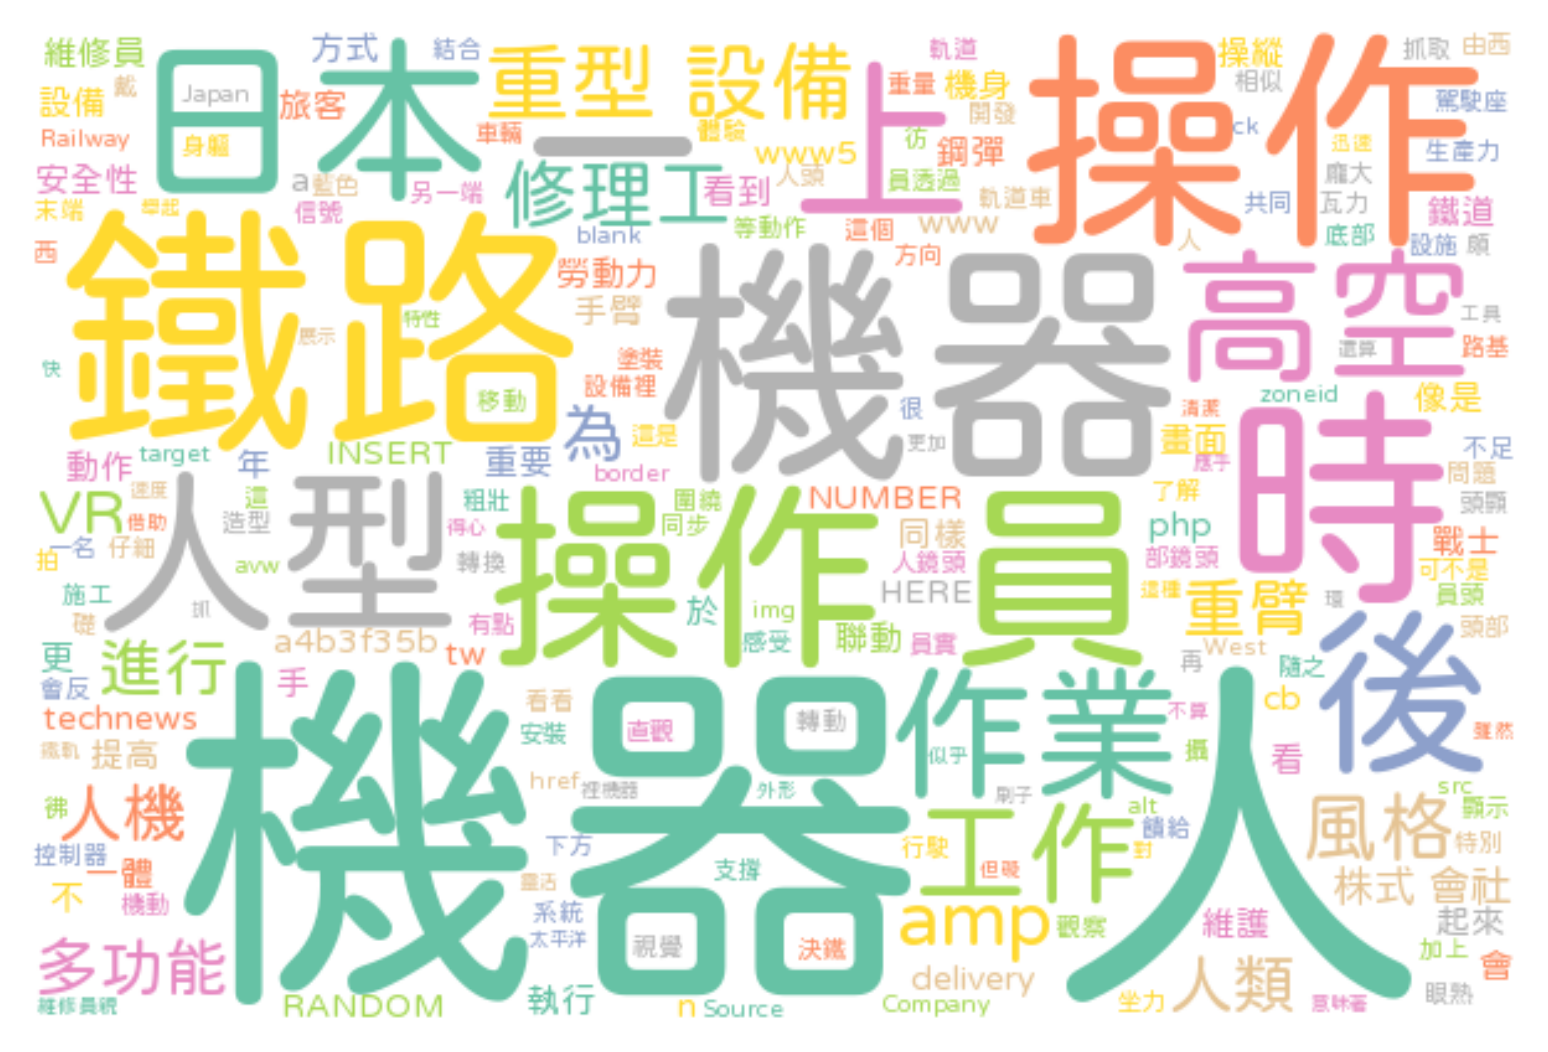 維修員 方式 結合 重型 設備 軌道 操縱 抓取 由西
設備 戴 日本 Japan 旅客 車輛 一 體驗 上 重量 機身 開發 操作 相似 駕駛座
Railway 身軀 www5 彷 鋼彈 ck 迅速 生產力
安全性 a 藍色 另一端 修理工 看到 人頭 員透過 軌道車 龐大
末端 舉起 信號 等動作 這個 www 共同 瓦力 鐵道
西 鐵路 blank 勞動力 方向 人 底部 設施 頗
手臂 機器 高空 工具
快 展示 特性 塗裝 還算 路基
設備裡 移動 zoneid 像是
為 這是 很 清潔 時
動作 target 年 INSERT 重要 border 更加 畫面 應手 不足
VR 速度 這 人型 粗壯 圍繞 NUMBER 了解 問題 頭顯
借助 造型 得心 操作員 同步 同樣 php 戰士
拍 一名 仔細 avw 轉換 人鏡頭 部鏡頭 可不是
施工 抓 於 img HERE 這種 重臂 環 員頭
礎 a4b3f35b 有點 感受 聯動 員實 West 後 頭部
更 進行 tw 再 隨之
會反 手 看看 作業 cb
technews 機器人 安裝 直觀 轉動 似乎 不算 攝 看 雖然
鐵軌 提高 href 裡機器 外形 刷子 alt src
彿 人機 工作 饋給 風格 顯示
控制器 一體 下方 支撐 行駛 但礙 對 特別
不 機動 靈活 株式 會社
多功能 系統 太平洋 視覺 決鐵 amp 觀察 維護 起來 加上 會
維修員視 RANDOM 執行 n Source delivery Company 坐力 人類 意味著 眼熟